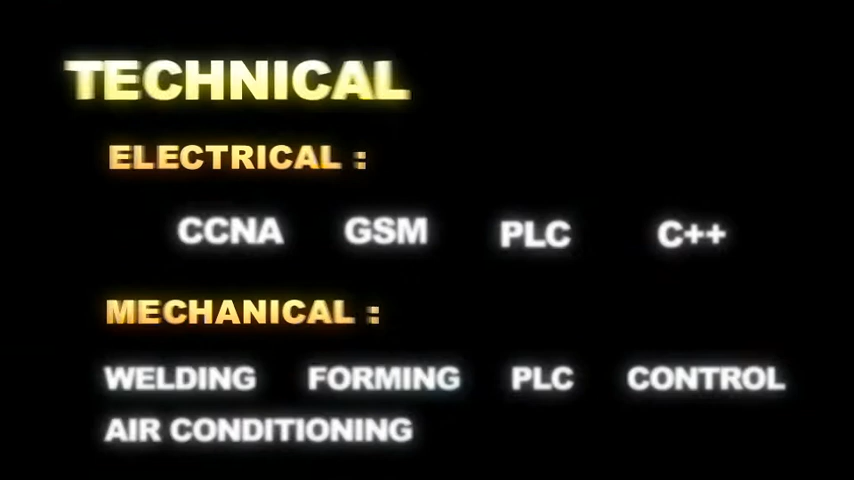 TECHNICAL
ELECTRICAL :
CCNA GSM PLC C++
MECHANICAL :
WELDING FORMING PLC CONTROL
AIR CONDITIONING